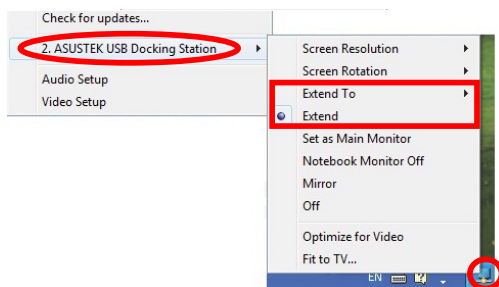 Check for updates...
2. ASUSTEK USB Docking Station
Audio Setup
Video Setup
Screen Resolution
Screen Rotation
Extend To
Extend
Set as Main Monitor
Notebook Monitor Off
Mirror
Off
Optimize for Video
Fit to TV...
EN